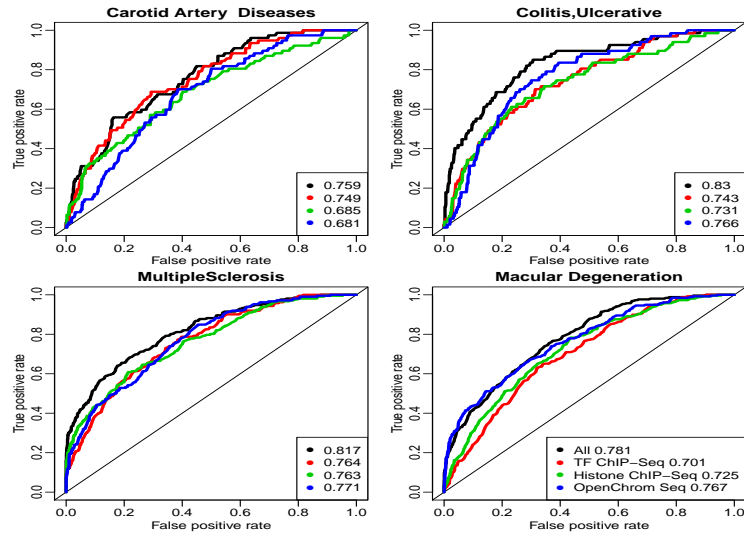 Carotid Artery Diseases
True positive rate
0.0 0.2 0.4 0.6 0.8 1.0
0.759
0.749
0.685
0.681
0.0 0.2 0.4 0.6 0.8 1.0
False positive rate
Colitis,Ulcerative
True positive rate
0.0 0.2 0.4 0.6 0.8 1.0
0.83
0.743
0.731
0.766
0.0 0.2 0.4 0.6 0.8 1.0
False positive rate
MultipleSclerosis
True positive rate
0.0 0.2 0.4 0.6 0.8 1.0
0.817
0.764
0.763
0.771
0.0 0.2 0.4 0.6 0.8 1.0
False positive rate
Macular Degeneration
True positive rate
0.0 0.2 0.4 0.6 0.8 1.0
All 0.781
TF ChIP-Seq 0.701
Histone ChIP-Seq 0.725
OpenChrom Seq 0.767
0.0 0.2 0.4 0.6 0.8 1.0
False positive rate